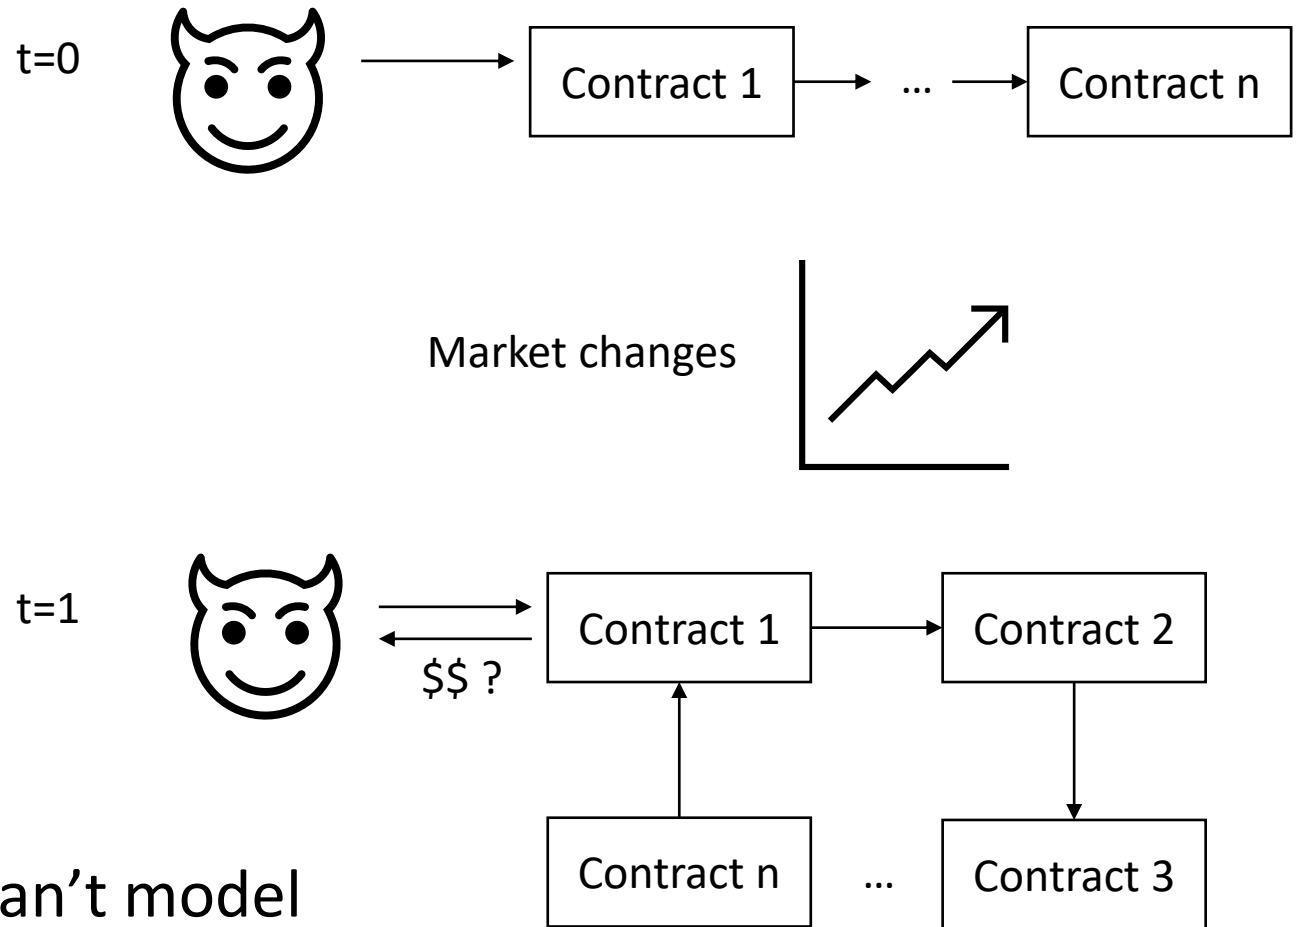 t=0
Contract 1
...
Contract n
Market changes
t=1
Contract 1
Contract 2
$$ ?
Contract n
...
Contract 3
an’t model